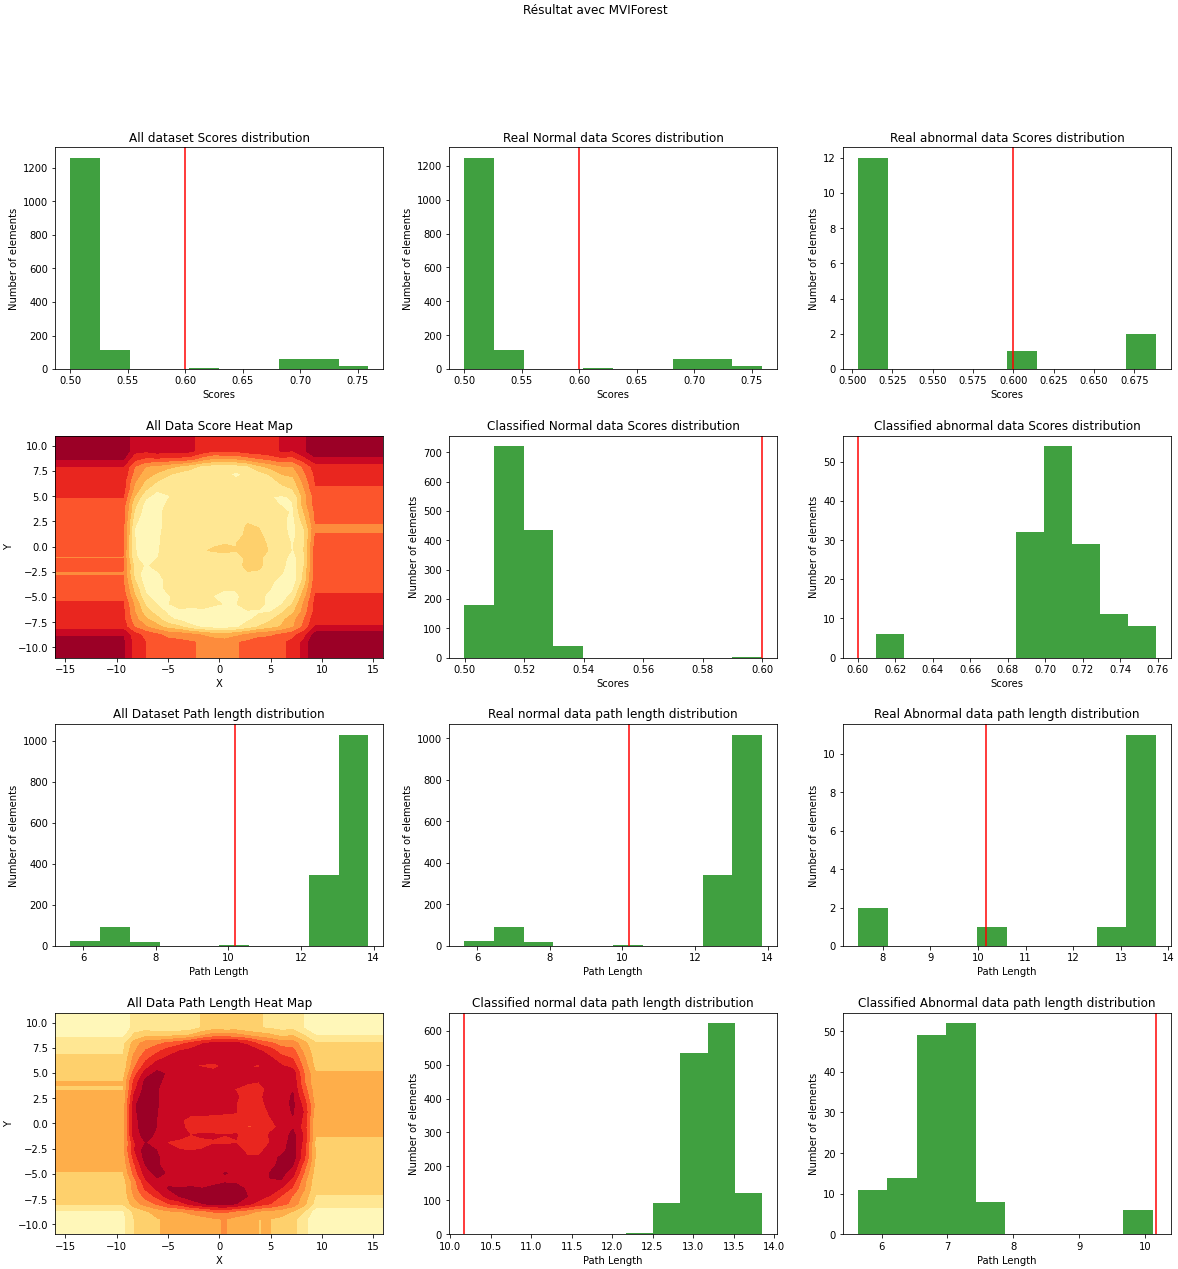 Résultat avec MVIForest
All dataset Scores distribution
Number of elements
1200
1000
800
600
400
200
0
0.50 0.55 0.60 0.65 0.70 0.75
Scores
Real Normal data Scores distribution
Number of elements
1200
1000
800
600
400
200
0
0.50 0.55 0.60 0.65 0.70 0.75
Scores
Real abnormal data Scores distribution
Number of elements
12
10
8
6
4
2
0
0.500 0.525 0.550 0.575 0.600 0.625 0.650 0.675
Scores
All Data Score Heat Map
Y
10.0
7.5
5.0
2.5
0.0
−2.5
−5.0
−7.5
−10.0
−15 −10 −5 0 5 10 15
X
Classified Normal data Scores distribution
Number of elements
700
600
500
400
300
200
100
0
0.50 0.52 0.54 0.56 0.58 0.60
Scores
Classified abnormal data Scores distribution
Number of elements
50
40
30
20
10
0
0.60 0.62 0.64 0.66 0.68 0.70 0.72 0.74 0.76
Scores
All Dataset Path length distribution
Number of elements
1000
800
600
400
200
0
6 8 10 12 14
Path Length
Real normal data path length distribution
Number of elements
1000
800
600
400
200
0
6 8 10 12 14
Path Length
Real Abnormal data path length distribution
Number of elements
10
8
6
4
2
0
8 9 10 11 12 13 14
Path Length
All Data Path Length Heat Map
Y
10.0
7.5
5.0
2.5
0.0
−2.5
−5.0
−7.5
−10.0
−15 −10 −5 0 5 10 15
X
Classified normal data path length distribution
Number of elements
600
500
400
300
200
100
0
10.0 10.5 11.0 11.5 12.0 12.5 13.0 13.5 14.0
Path Length
Classified Abnormal data path length distribution
Number of elements
50
40
30
20
10
0
6 7 8 9 10
Path Length